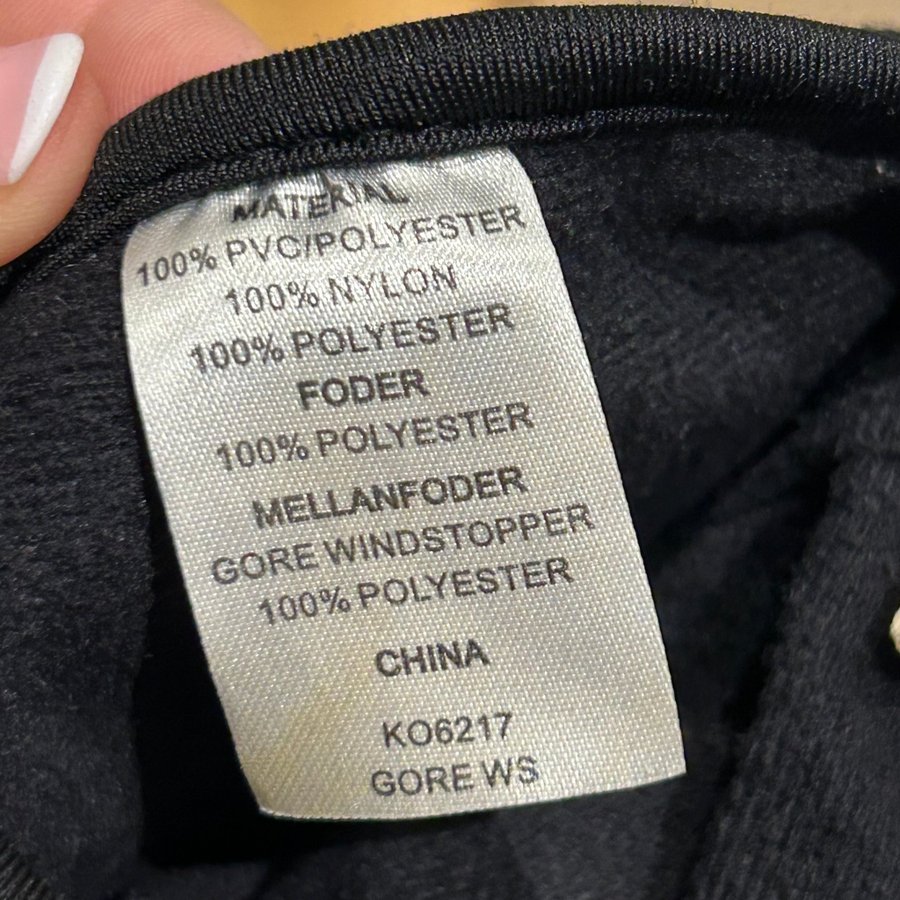 MATERIAL
100% PVC/POLYESTER
100% NYLON
100% POLYESTER
FODER
100% POLYESTER
MELLANFODER
GORE WINDSTOPPER
100% POLYESTER
CHINA
KO6217
GORE WS